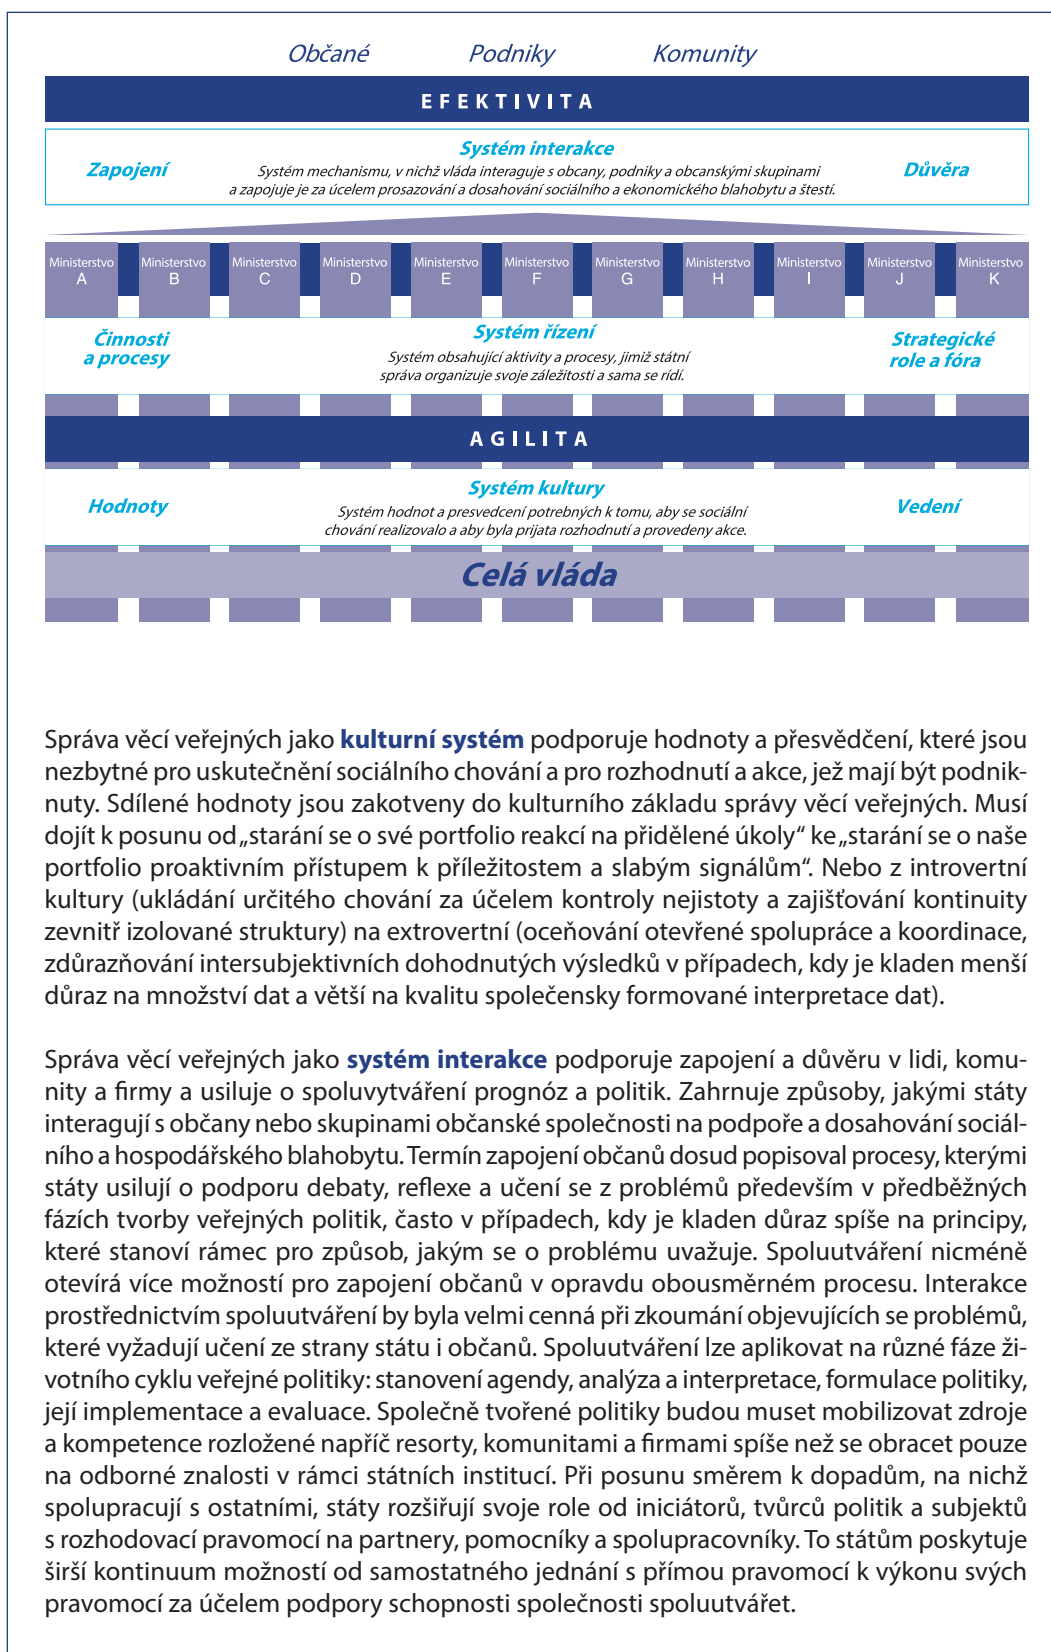 Občané Podniky Komunity
EFEKTIVITA
Systém interakce
Zapojení
Systém mechanismu, v nichž vláda interaguje s obcany, podniky a obcanskými skupinami
a zapojuje je za úcelem prosazování a dosahování sociálního a ekonomického blahobytu a štestí.
Důvěra
Ministerstvo A
Ministerstvo B
Ministerstvo C
Ministerstvo D
Ministerstvo E
Ministerstvo F
Ministerstvo G
Ministerstvo H
Ministerstvo I
Ministerstvo J
Ministerstvo K
Činnosti
a procesy
Systém řízení
Systém obsahující aktivity a procesy, jimiž státní
správa organizuje svoje záležitosti a sama se rídí.
Strategické
role a fóra
AGILITA
Hodnoty
Systém kultury
Systém hodnot a presvedcení potrebných k tomu, aby se sociální
chování realizovalo a aby byla prijata rozhodnutí a provedeny akce.
Vedení
Celá vláda
Správa věcí veřejných jako kulturní systém podporuje hodnoty a přesvědčení, které jsou
nezbytné pro uskutečnění sociálního chování a pro rozhodnutí a akce, jež mají být podnik-
nuty. Sdílené hodnoty jsou zakotveny do kulturního základu správy věcí veřejných. Musí
dojít k posunu od „starání se o své portfolio reakcí na přidělené úkoly“ ke „starání se o naše
portfolio proaktivním přístupem k příležitostem a slabým signálům“. Nebo z introvertní
kultury (ukládání určitého chování za účelem kontroly nejistoty a zajišťování kontinuity
zevnitř izolované struktury) na extrovertní (oceňování otevřené spolupráce a koordinace,
zdůrazňování intersubjektivních dohodnutých výsledků v případech, kdy je kladen menší
důraz na množství dat a větší na kvalitu společensky formované interpretace dat).
Správa věcí veřejných jako systém interakce podporuje zapojení a důvěru v lidi, komu-
nity a firmy a usiluje o spoluvytváření prognóz a politik. Zahrnuje způsoby, jakými státy
interagují s občany nebo skupinami občanské společnosti na podpoře a dosahování sociál-
ního a hospodářského blahobytu. Termín zapojení občanů dosud popisoval procesy, kterými
státy usilují o podporu debaty, reflexe a učení se z problémů především v předběžných
fázích tvorby veřejných politik, často v případech, kdy je kladen důraz spíše na principy,
které stanoví rámec pro způsob, jakým se o problému uvažuje. Spoluutváření nicméně
otevírá více možností pro zapojení občanů v opravdu obousměrném procesu. Interakce
prostřednictvím spoluutváření by byla velmi cenná při zkoumání objevujících se problémů,
které vyžadují učení ze strany státu i občanů. Spoluutváření lze aplikovat na různé fáze ži-
votního cyklu veřejné politiky: stanovení agendy, analýza a interpretace, formulace politiky,
její implementace a evaluace. Společně tvořené politiky budou muset mobilizovat zdroje
a kompetence rozložené napříč resorty, komunitami a firmami spíše než se obracet pouze
na odborné znalosti v rámci státních institucí. Při posunu směrem k dopadům, na nichž
spolupracují s ostatními, státy rozšiřují svoje role od iniciátorů, tvůrců politik a subjektů
s rozhodovací pravomocí na partnery, pomocníky a spolupracovníky. To státům poskytuje
širší kontinuum možností od samostatného jednání s přímou pravomocí k výkonu svých
pravomocí za účelem podpory schopnosti společnosti spoluutvářet.